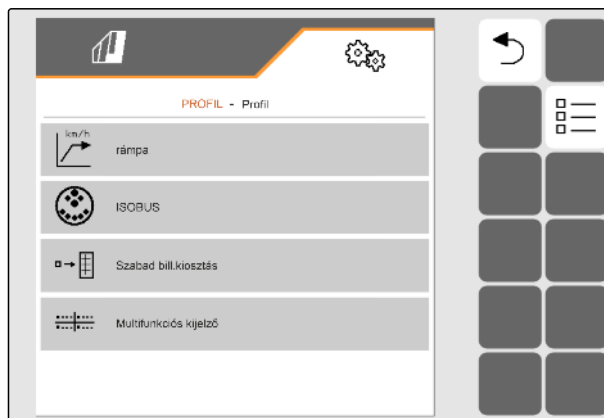 PROFIL - Profil
km/h
rámpa
ISOBUS
Szabad bill.kiosztás
Multifunkciós kijelző